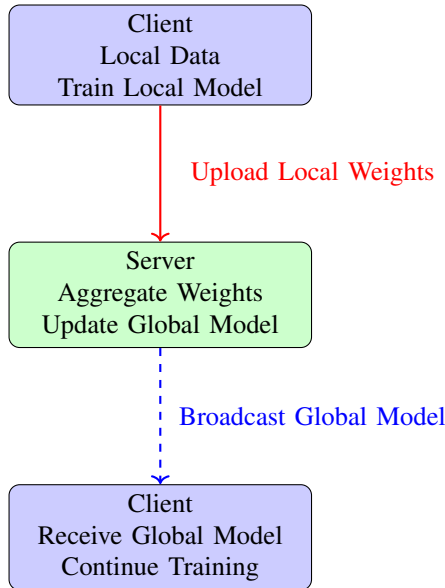 Client
Local Data
Train Local Model
Upload Local Weights
Server
Aggregate Weights
Update Global Model
Broadcast Global Model
Client
Receive Global Model
Continue Training